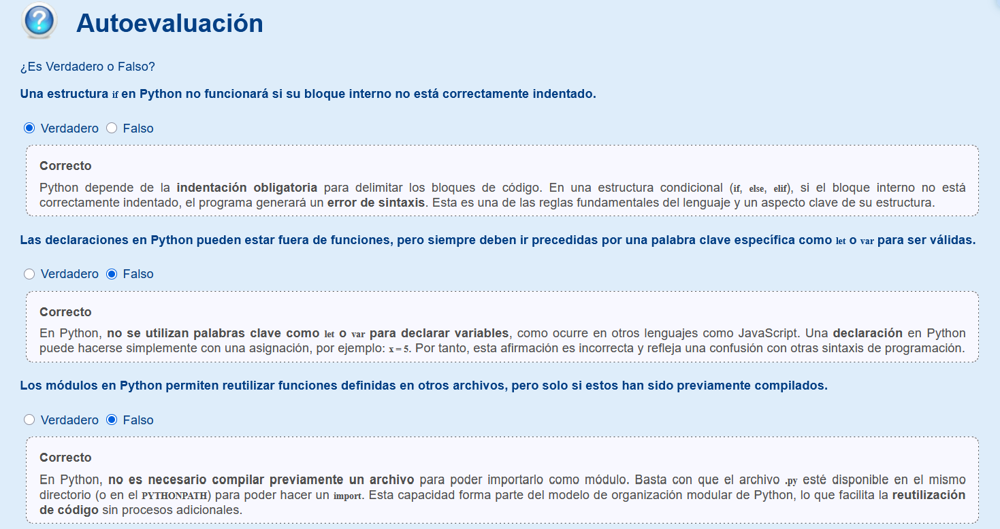 Autoevaluación
¿Es Verdadero o Falso?
Una estructura if en Python no funcionará si su bloque interno no está correctamente indentado.
Verdadero Falso
Correcto
Python depende de la indentación obligatoria para delimitar los bloques de código. En una estructura condicional (if, else, elif), si el bloque interno no está
correctamente indentado, el programa generará un error de sintaxis. Esta es una de las reglas fundamentales del lenguaje y un aspecto clave de su estructura.
Las declaraciones en Python pueden estar fuera de funciones, pero siempre deben ir precedidas por una palabra clave específica como let o var para ser válidas.
Verdadero Falso
Correcto
En Python, no se utilizan palabras clave como let o var para declarar variables, como ocurre en otros lenguajes como JavaScript. Una declaración en Python
puede hacerse simplemente con una asignación, por ejemplo: x = 5. Por tanto, esta afirmación es incorrecta y refleja una confusión con otras sintaxis de programación.
Los módulos en Python permiten reutilizar funciones definidas en otros archivos, pero solo si estos han sido previamente compilados.
Verdadero Falso
Correcto
En Python, no es necesario compilar previamente un archivo para poder importarlo como módulo. Basta con que el archivo .py esté disponible en el mismo
directorio (o en el PYTHONPATH) para poder hacer un import. Esta capacidad forma parte del modelo de organización modular de Python, lo que facilita la reutilización
de código sin procesos adicionales.